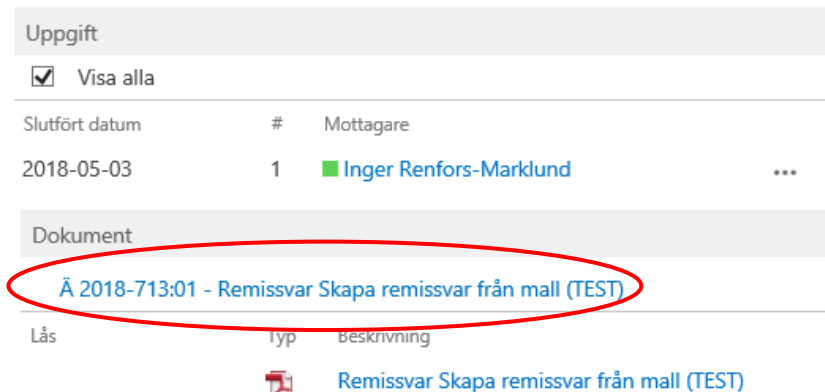 Uppgift
Visa alla
Slutfört datum # Mottagare
2018-05-03 1 Inger Renfors-Marklund ...
Dokument
Ä 2018-713:01 - Remissvar Skapa remissvar från mall (TEST)
Lås Typ Beskrivning
Remissvar Skapa remissvar från mall (TEST)